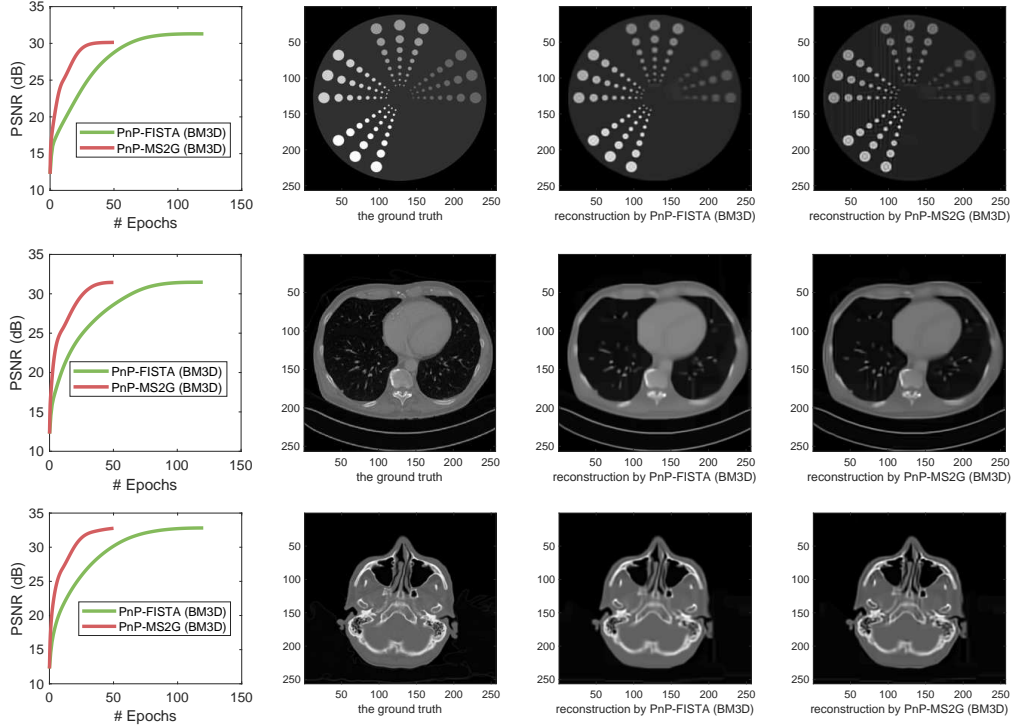 35
30
25
20
15
10
PSNR (dB)
0 50 100 150
# Epochs
PnP-FISTA (BM3D)
PnP-MS2G (BM3D)
50
100
150
200
250
50 100 150 200 250
the ground truth
50
100
150
200
250
50 100 150 200 250
reconstruction by PnP-FISTA (BM3D)
50
100
150
200
250
50 100 150 200 250
reconstruction by PnP-MS2G (BM3D)
35
30
25
20
15
10
PSNR (dB)
0 50 100 150
# Epochs
PnP-FISTA (BM3D)
PnP-MS2G (BM3D)
50
100
150
200
250
50 100 150 200 250
the ground truth
50
100
150
200
250
50 100 150 200 250
reconstruction by PnP-FISTA (BM3D)
50
100
150
200
250
50 100 150 200 250
reconstruction by PnP-MS2G (BM3D)
35
30
25
20
15
10
PSNR (dB)
0 50 100 150
# Epochs
PnP-FISTA (BM3D)
PnP-MS2G (BM3D)
50
100
150
200
250
50 100 150 200 250
the ground truth
50
100
150
200
250
50 100 150 200 250
reconstruction by PnP-FISTA (BM3D)
50
100
150
200
250
50 100 150 200 250
reconstruction by PnP-MS2G (BM3D)